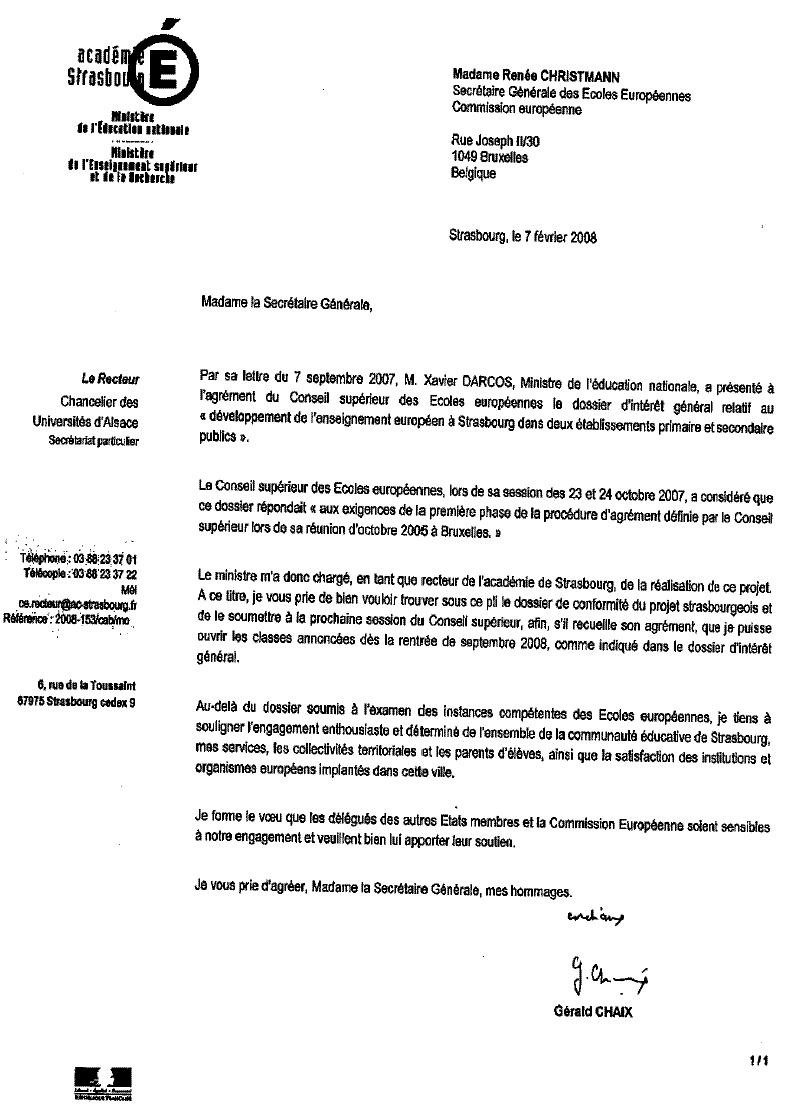 académie
Strasbourg
É
Ministère
de l'Éducation nationale
Ministère
de l'Enseignement supérieur
et de la Recherche
Madame Renée CHRISTMANN
Secrétaire Générale des Ecoles Européennes
Commission européenne
Rue Joseph II/30
1049 Bruxelles
Belgique
Strasbourg, le 7 février 2008
Madame la Secrétaire Générale,
Le Recteur
Chancelier des
Universités d'Alsace
Secrétariat particulier
Téléphone : 03 88 23 37 01
Télécopie : 03 88 23 37 22
Mél
ce.recteur@ac-strasbourg.fr
Référence : 2008-153/cab/mo
6, rue de la Toussaint
67975 Strasbourg cedex 9
Par sa lettre du 7 septembre 2007, M. Xavier DARCOS, Ministre de l'éducation nationale, a présenté à
l'agrément du Conseil supérieur des Ecoles européennes le dossier d'intérêt général relatif au
« développement de l'enseignement européen à Strasbourg dans deux établissements primaire et secondaire
publics ».
Le Conseil supérieur des Ecoles européennes, lors de sa session des 23 et 24 octobre 2007, a considéré que
ce dossier répondait « aux exigences de la première phase de la procédure d'agrément définie par le Conseil
supérieur lors de sa réunion d'octobre 2005 à Bruxelles. »
Le ministre m'a donc chargé, en tant que recteur de l'académie de Strasbourg, de la réalisation de ce projet.
A ce titre, je vous prie de bien vouloir trouver sous ce pli le dossier de conformité du projet strasbourgeois et
de le soumettre à la prochaine session du Conseil supérieur, afin, s'il recueille son agrément, que je puisse
ouvrir les classes annoncées dès la rentrée de septembre 2008, comme indiqué dans le dossier d'intérêt
général.
Au-delà du dossier soumis à l'examen des instances compétentes des Ecoles européennes, je tiens à
souligner l'engagement enthousiaste et déterminé de l'ensemble de la communauté éducative de Strasbourg,
mes services, les collectivités territoriales et les parents d'élèves, ainsi que la satisfaction des institutions et
organismes européens implantés dans cette ville.
Je forme le vœu que les délégués des autres Etats membres et la Commission Européenne soient sensibles
à notre engagement et veuillent bien lui apporter leur soutien.
Je vous prie d'agréer, Madame la Secrétaire Générale, mes hommages.
G. Chaix
Gérald CHAIX
1/1
RÉPUBLIQUE FRANÇAISE